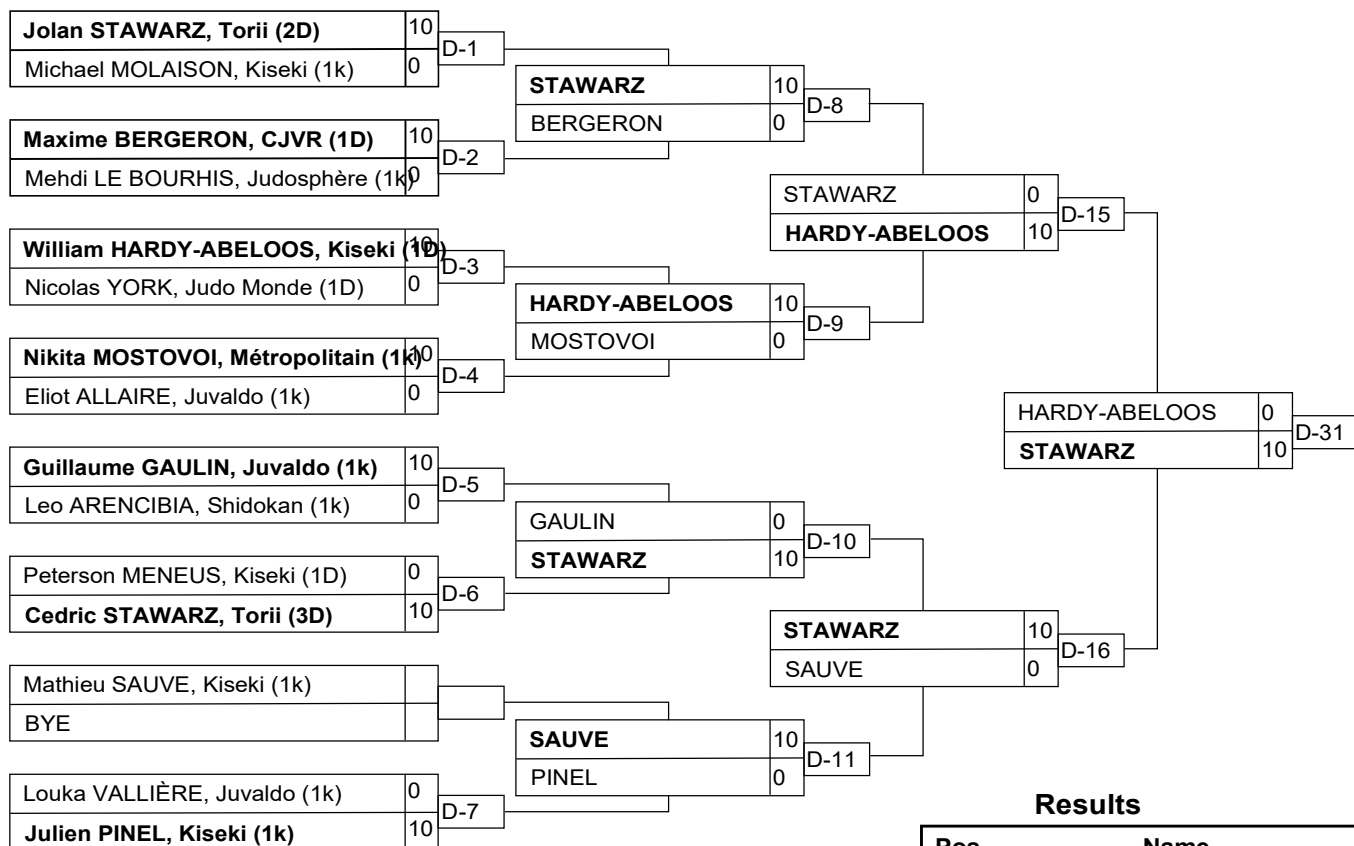 Jolan STAWARZ, Torii (2D) 10
Michael MOLAISON, Kiseki (1k) 0
D-1
Maxime BERGERON, CJVR (1D) 10
Mehdi LE BOURHIS, Judosphère (1k) 0
D-2
William HARDY-ABELOOS, Kiseki (1D) 10
Nicolas YORK, Judo Monde (1D) 0
D-3
Nikita MOSTOVOI, Métropolitain (1k) 10
Eliot ALLAIRE, Juvaldo (1k) 0
D-4
Guillaume GAULIN, Juvaldo (1k) 10
Leo ARENCIBIA, Shidokan (1k) 0
D-5
Peterson MENEUS, Kiseki (1D) 0
Cedric STAWARZ, Torii (3D) 10
D-6
Mathieu SAUVE, Kiseki (1k)
BYE
Louka VALLIÈRE, Juvaldo (1k) 0
Julien PINEL, Kiseki (1k) 10
D-7
STAWARZ 10
BERGERON 0
D-8
HARDY-ABELOOS 10
MOSTOVOI 0
D-9
GAULIN 0
STAWARZ 10
D-10
SAUVE 10
PINEL 0
D-11
STAWARZ 0
HARDY-ABELOOS 10
D-15
STAWARZ 10
SAUVE 0
D-16
HARDY-ABELOOS 0
STAWARZ 10
D-31
Results
Pos Name